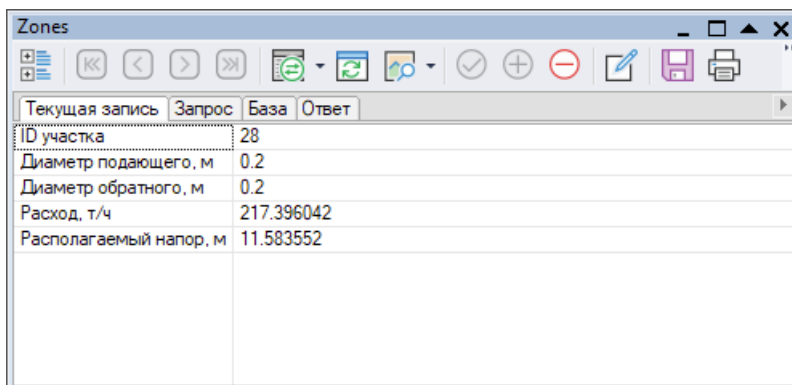 Zones
Текущая запись Запрос База Ответ
ID участка 28
Диаметр подающего, м 0.2
Диаметр обратного, м 0.2
Расход, т/ч 217.396042
Располагаемый напор, м 11.583552